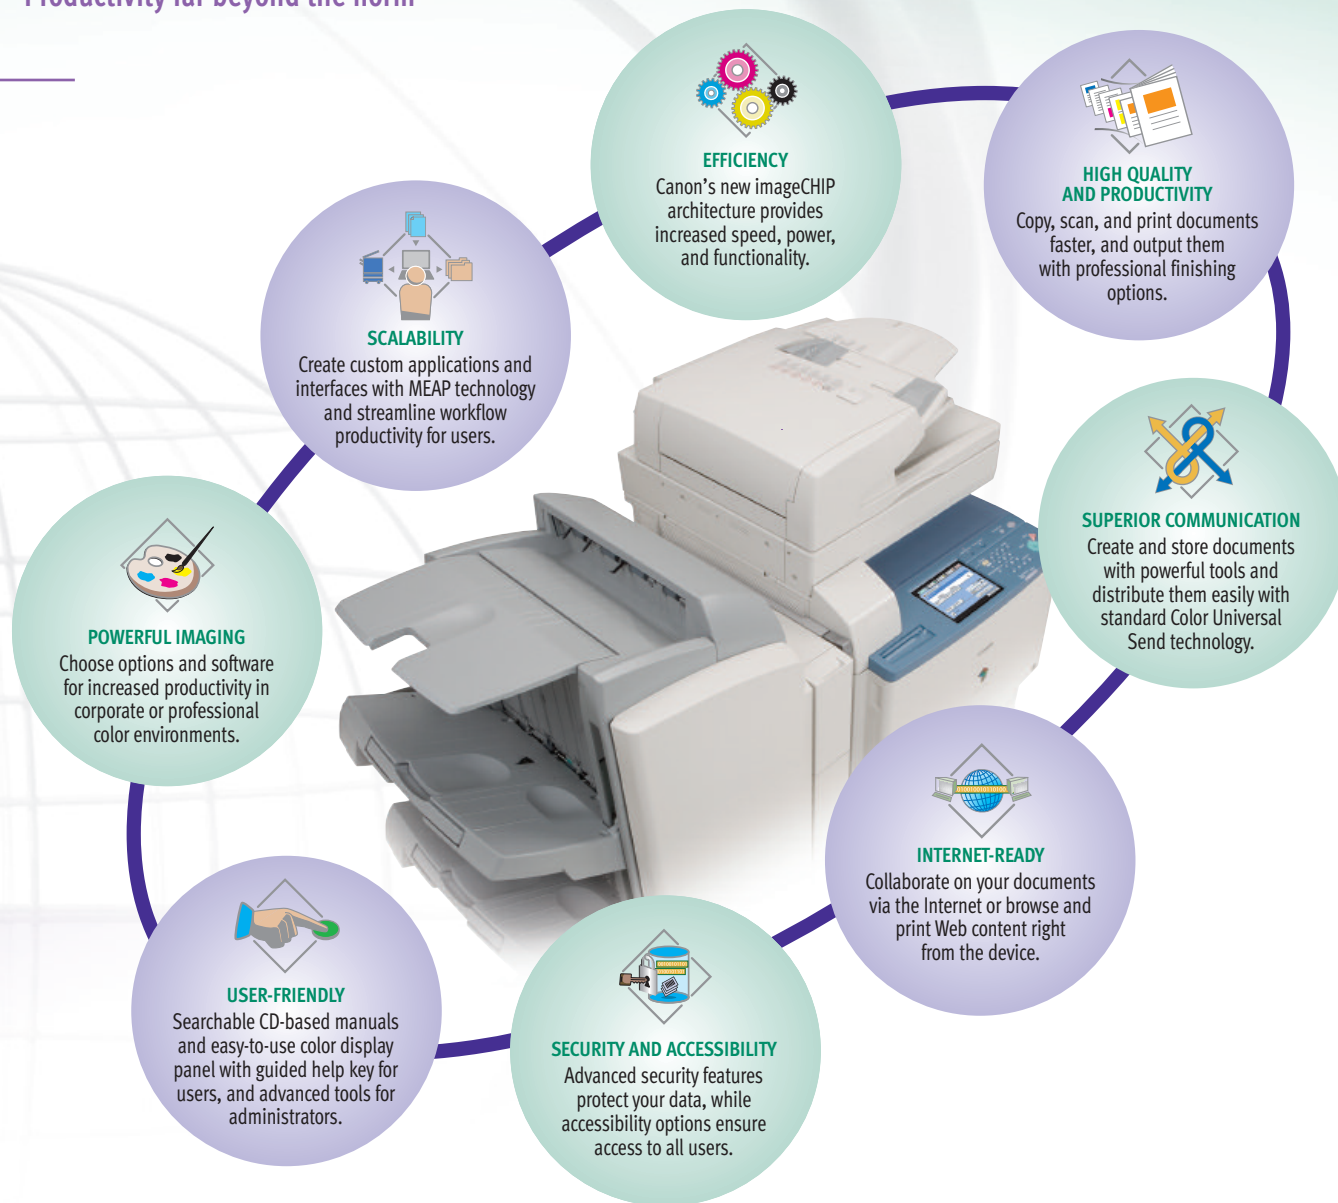 Productivity far beyond the norm
EFFICIENCY
Canon's new imageCHIP
architecture provides
increased speed, power,
and functionality.
HIGH QUALITY
AND PRODUCTIVITY
Copy, scan, and print documents
faster, and output them
with professional finishing
options.
SCALABILITY
Create custom applications and
interfaces with MEAP technology
and streamline workflow
productivity for users.
SUPERIOR COMMUNICATION
Create and store documents
with powerful tools and
distribute them easily with
standard Color Universal
Send technology.
POWERFUL IMAGING
Choose options and software
for increased productivity in
corporate or professional
color environments.
INTERNET-READY
Collaborate on your documents
via the Internet or browse and
print Web content right
from the device.
USER-FRIENDLY
Searchable CD-based manuals
and easy-to-use color display
panel with guided help key for
users, and advanced tools for
administrators.
SECURITY AND ACCESSIBILITY
Advanced security features
protect your data, while
accessibility options ensure
access to all users.